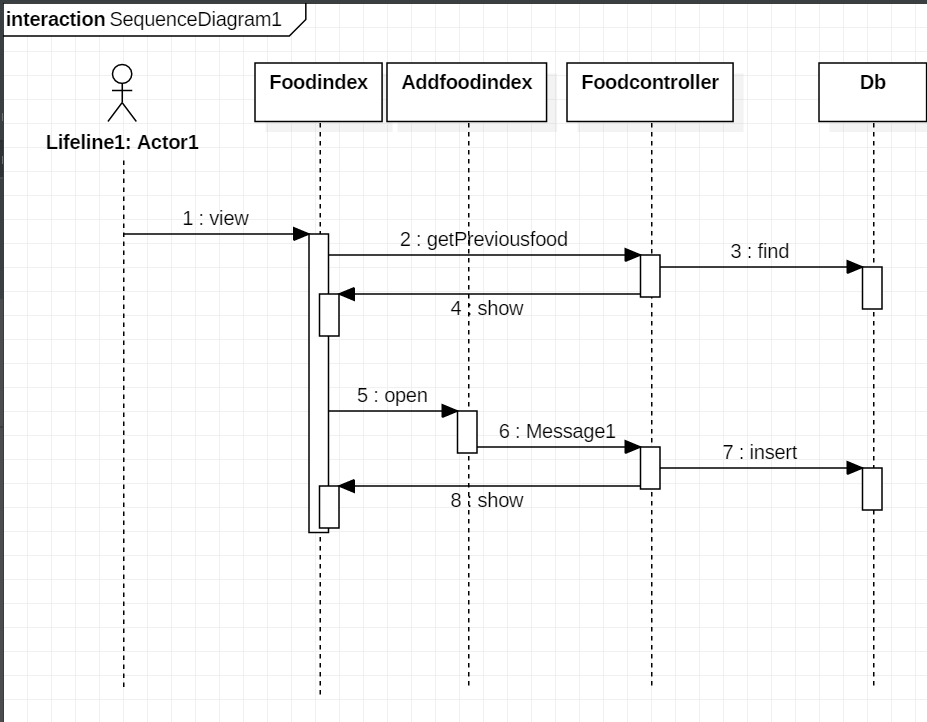 interaction SequenceDiagram1
Foodindex
Addfoodindex
Foodcontroller
Db
Lifeline1: Actor1
1 : view
2 : getPreviousfood
3 : find
4 : show
5 : open
6 : Message1
7 : insert
8 : show